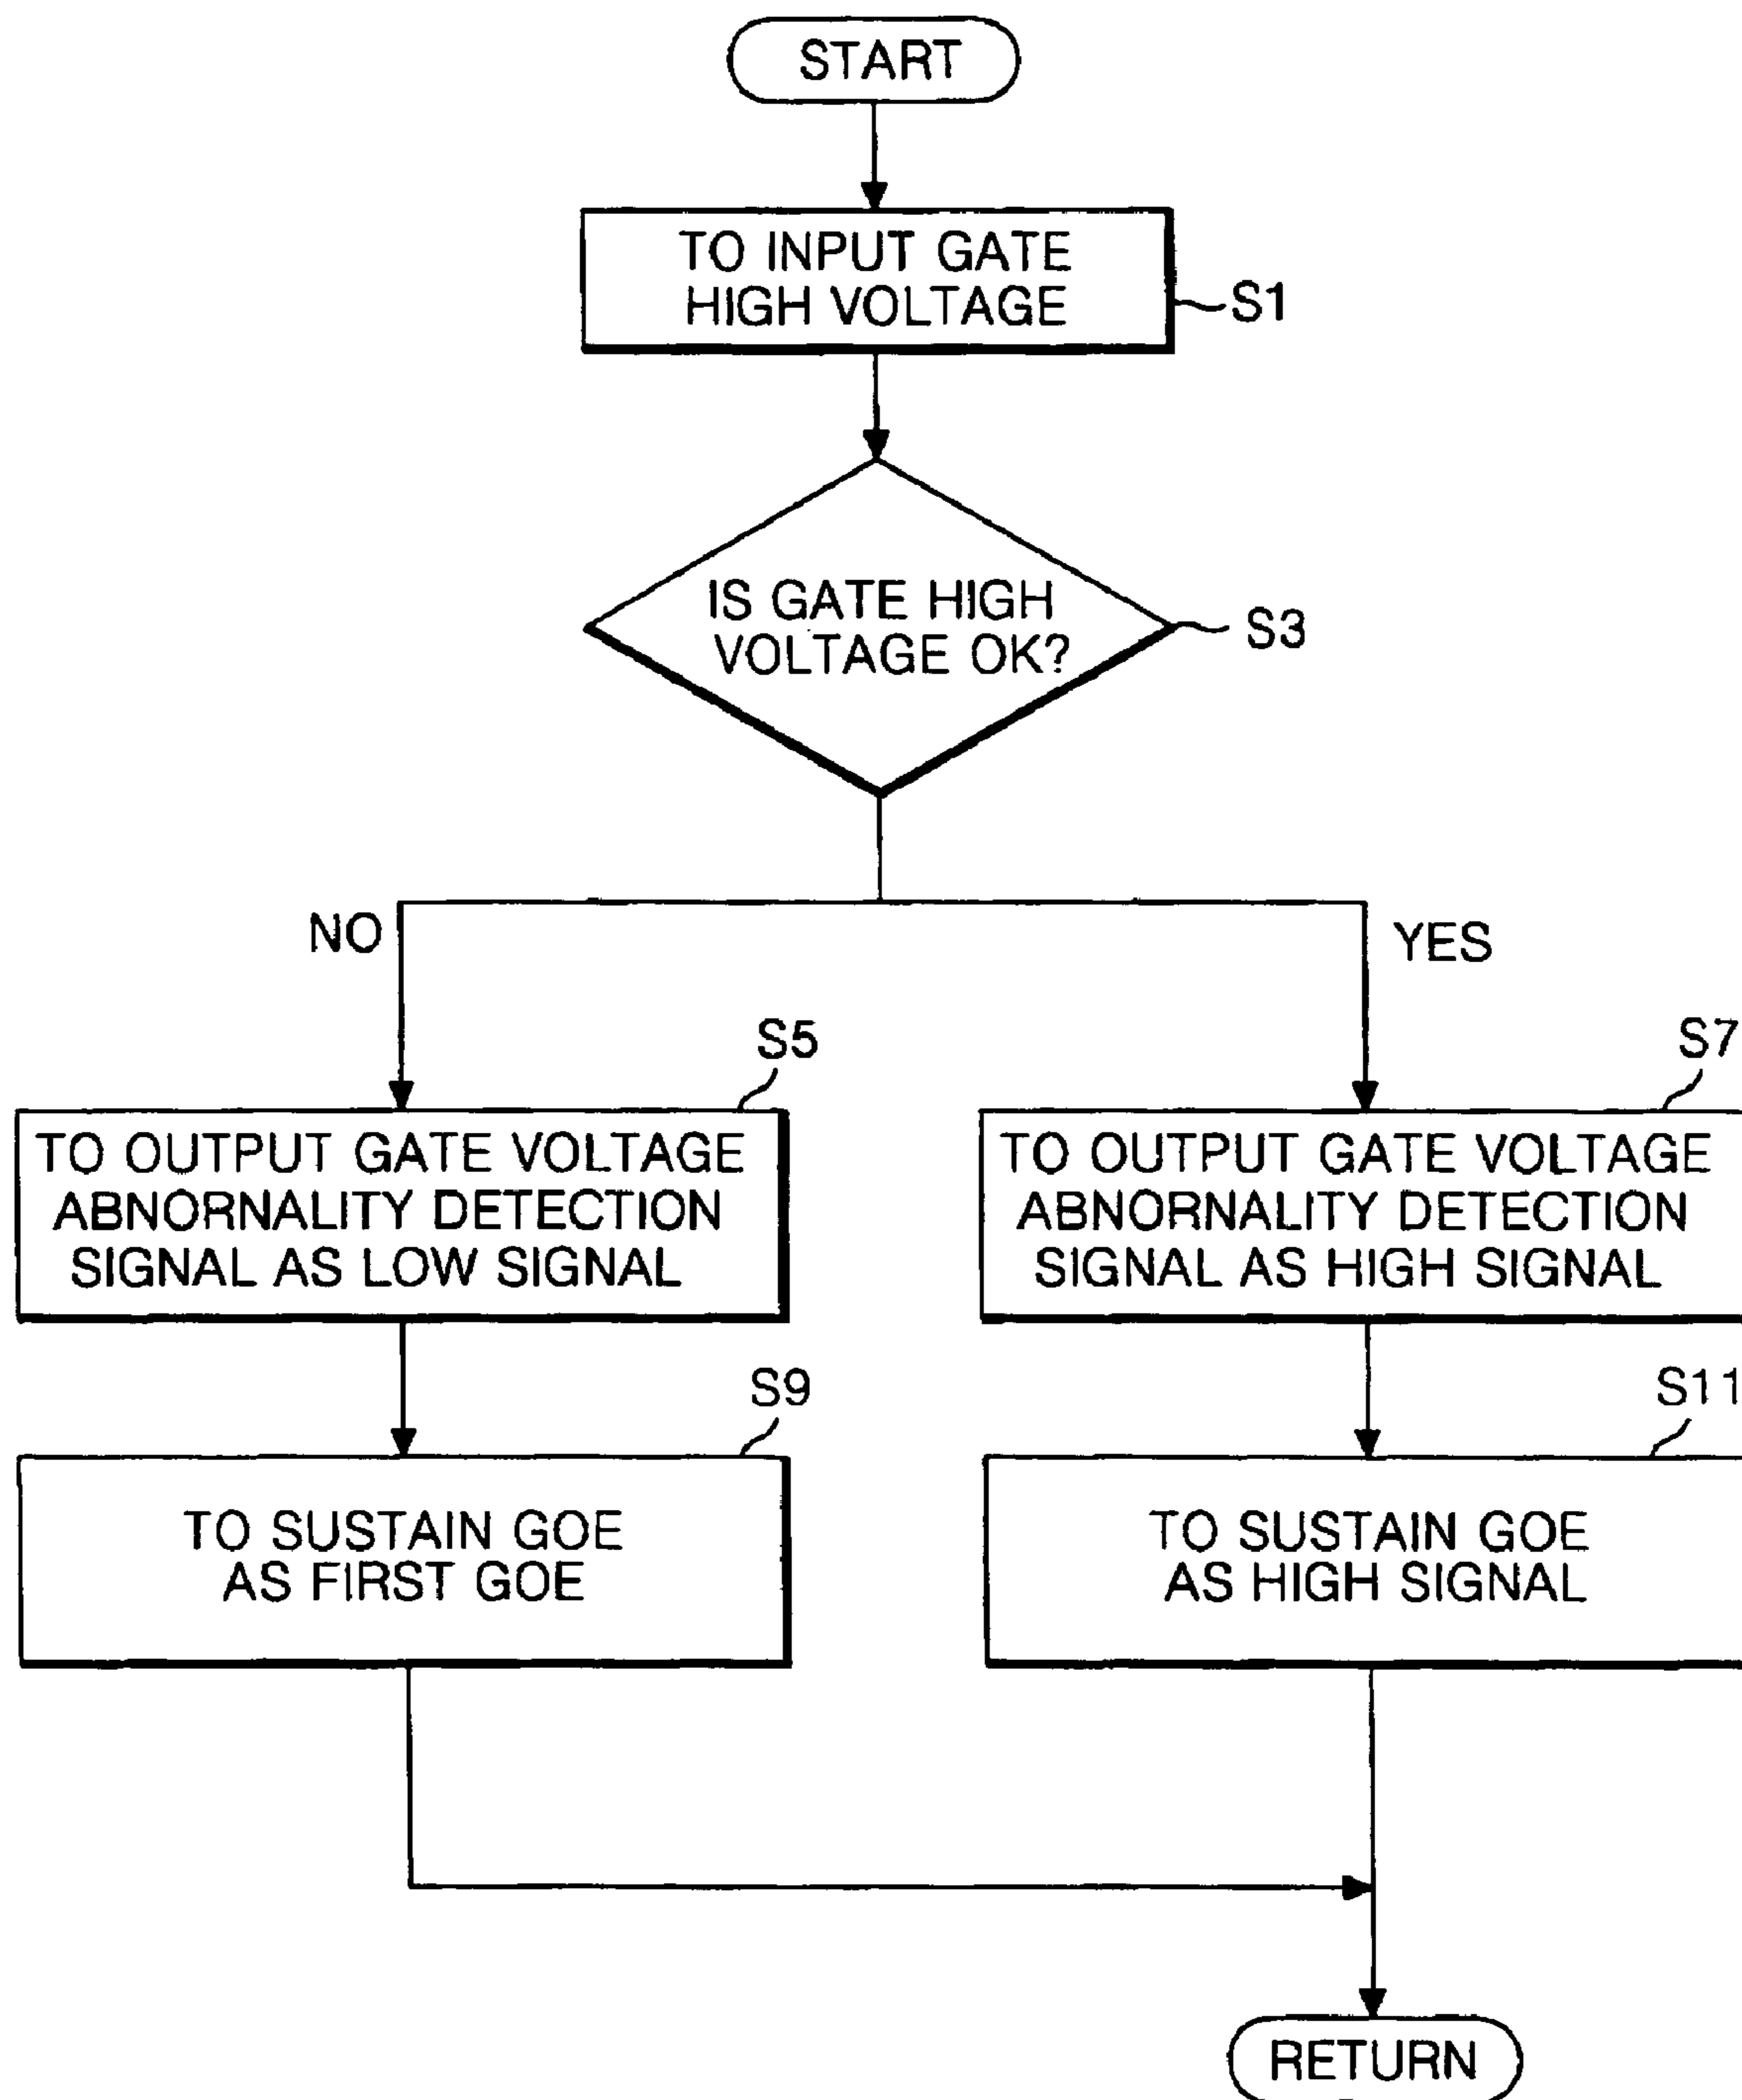 START
TO INPUT GATE
HIGH VOLTAGE
S1
IS GATE HIGH
VOLTAGE OK?
S3
NO
YES
S5
TO OUTPUT GATE VOLTAGE
ABNORNALITY DETECTION
SIGNAL AS LOW SIGNAL
S7
TO OUTPUT GATE VOLTAGE
ABNORNALITY DETECTION
SIGNAL AS HIGH SIGNAL
S9
TO SUSTAIN GOE
AS FIRST GOE
S11
TO SUSTAIN GOE
AS HIGH SIGNAL
RETURN